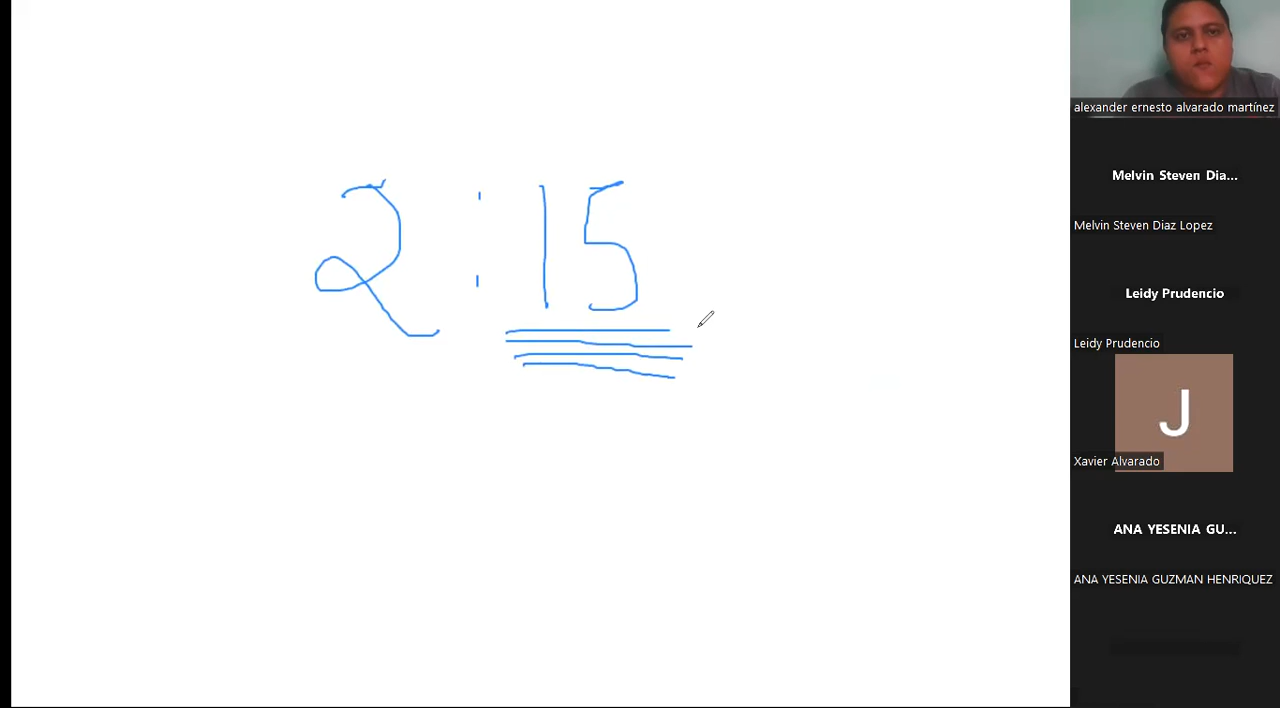 2:15
alexander ernesto alvarado martínez
Melvin Steven Dia...
Melvin Steven Diaz Lopez
Leidy Prudencio
Leidy Prudencio
J
Xavier Alvarado
ANA YESENIA GU...
ANA YESENIA GUZMAN HENRIQUEZ